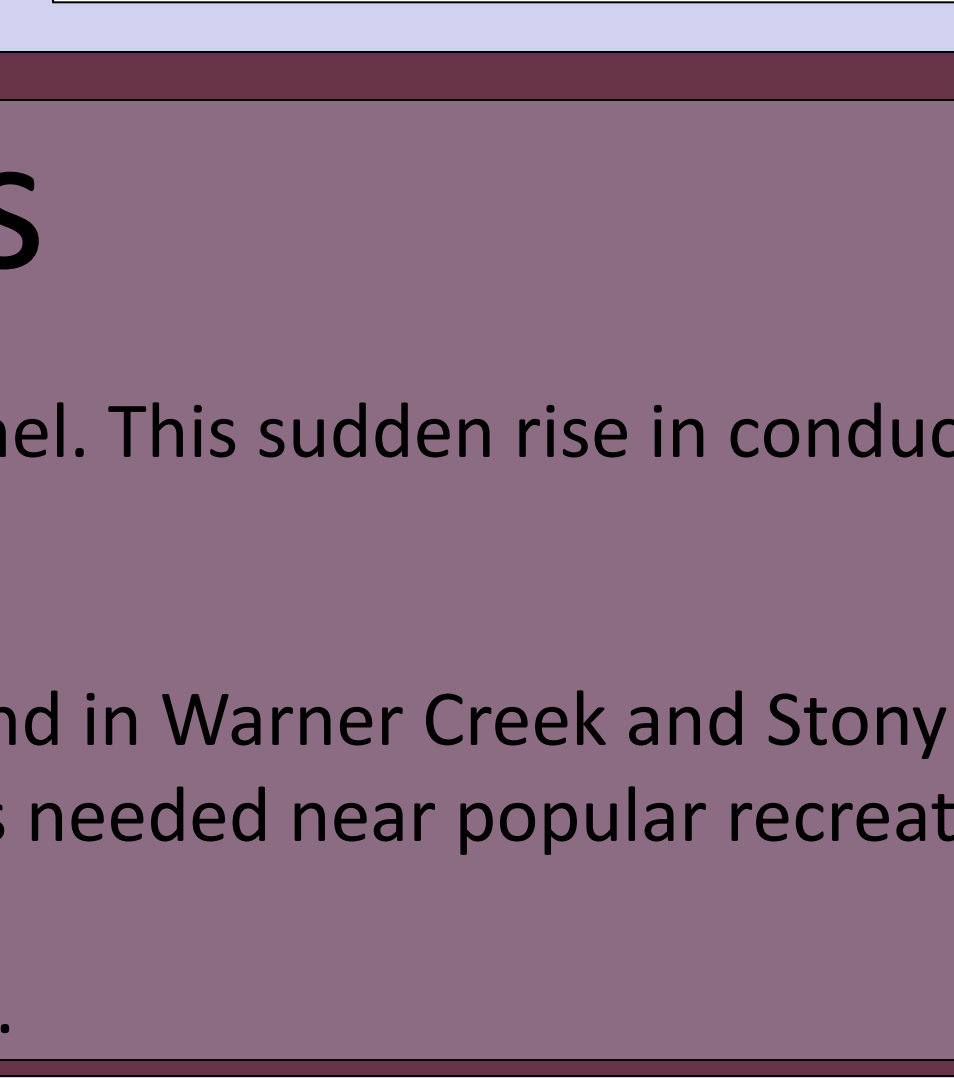 S
nel. This sudden rise in conduc
nd in Warner Creek and Stony
s needed near popular recreat
.